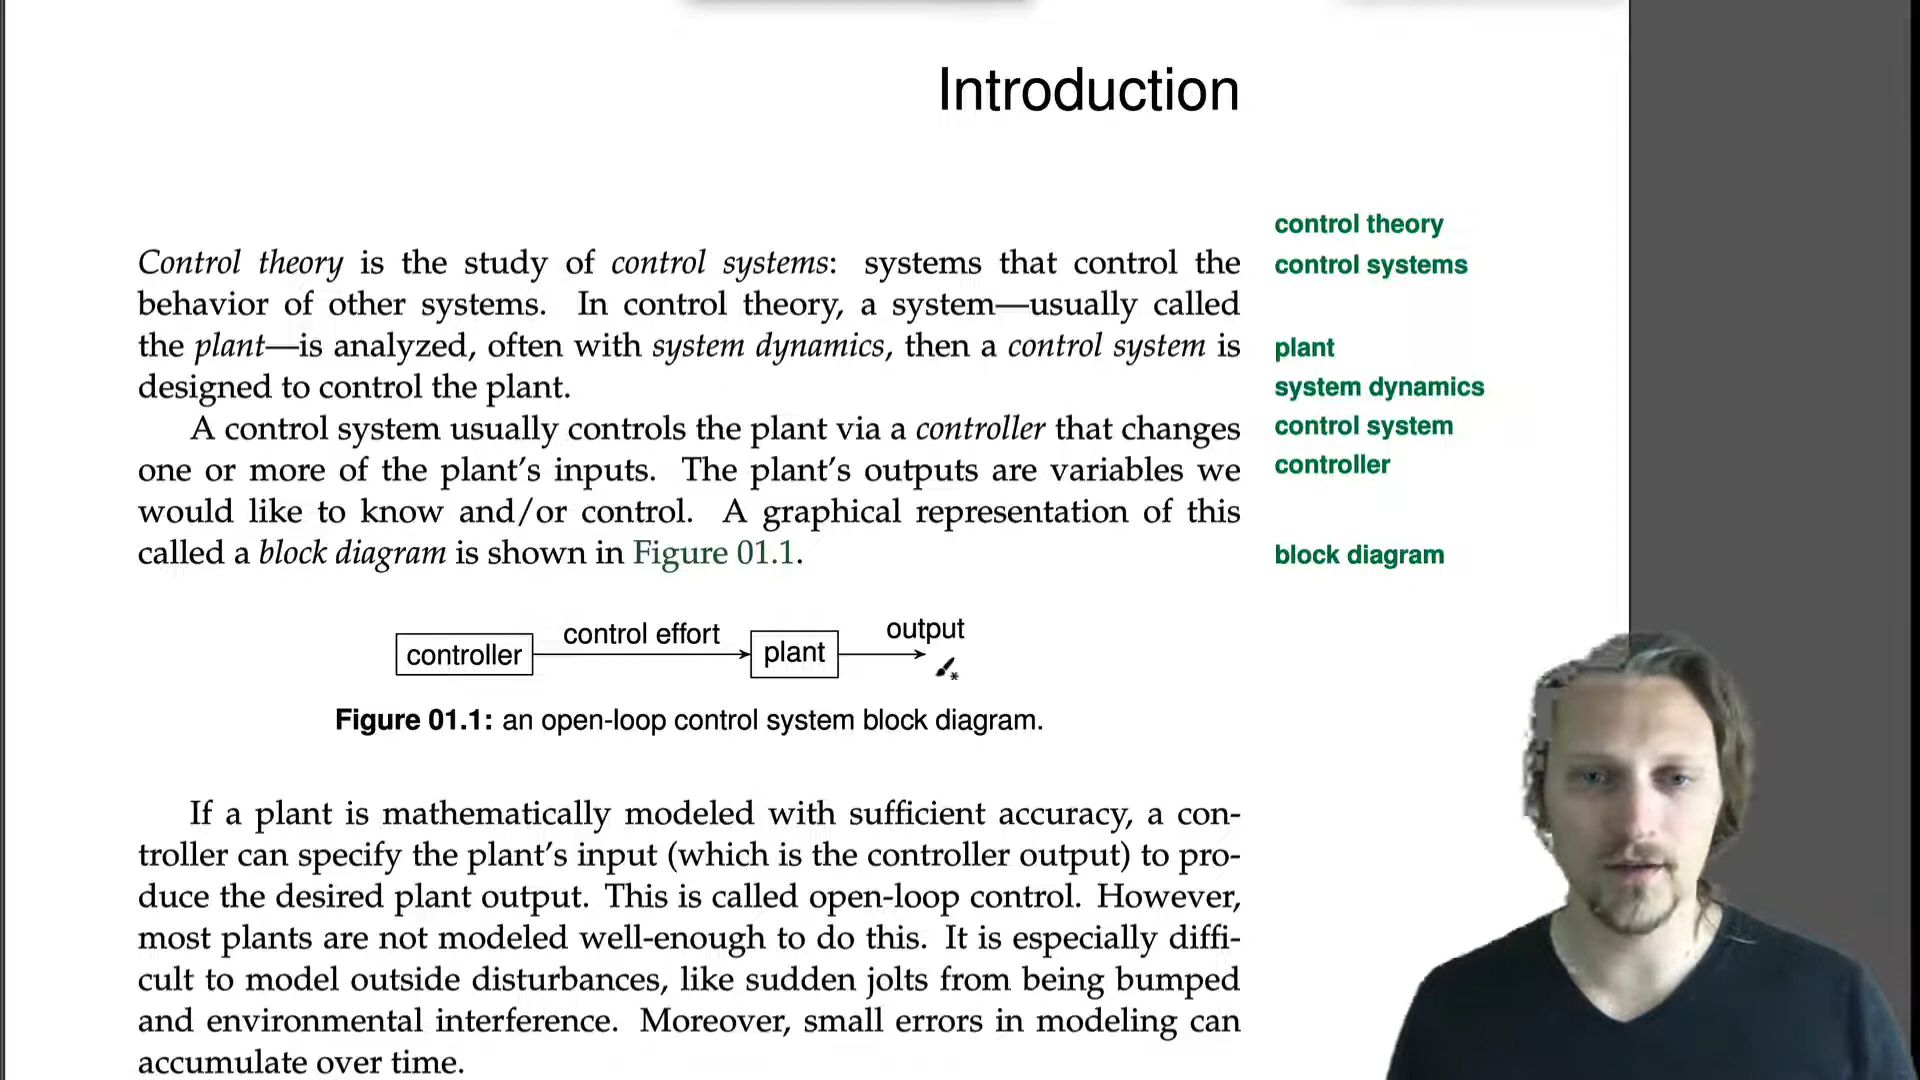 Introduction
control theory
Control theory is the study of control systems: systems that control the
control systems
behavior of other systems. In control theory, a system—usually called
the plant—is analyzed, often with system dynamics, then a control system is
plant
designed to control the plant.
system dynamics
A control system usually controls the plant via a controller that changes
control system
one or more of the plant's inputs. The plant's outputs are variables we
controller
would like to know and/or control. A graphical representation of this
called a block diagram is shown in Figure 01.1.
block diagram
controller
control effort
plant
output
Figure 01.1: an open-loop control system block diagram.
If a plant is mathematically modeled with sufficient accuracy, a con-
troller can specify the plant's input (which is the controller output) to pro-
duce the desired plant output. This is called open-loop control. However,
most plants are not modeled well-enough to do this. It is especially diffi-
cult to model outside disturbances, like sudden jolts from being bumped
and environmental interference. Moreover, small errors in modeling can
accumulate over time.